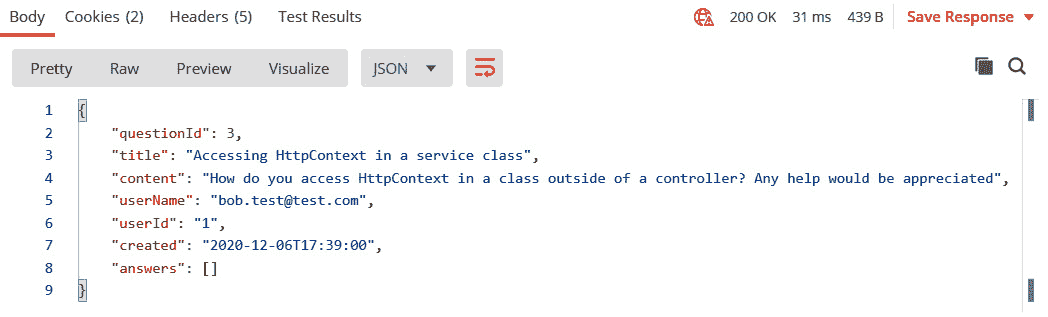 Body Cookies (2) Headers (5) Test Results 200 OK 31 ms 439 B Save Response
Pretty Raw Preview Visualize JSON
1 {
2 "questionId": 3,
3 "title": "Accessing HttpContext in a service class",
4 "content": "How do you access HttpContext in a class outside of a controller? Any help would be appreciated",
5 "userName": "bob.test@test.com",
6 "userId": "1",
7 "created": "2020-12-06T17:39:00",
8 "answers": []
9 }